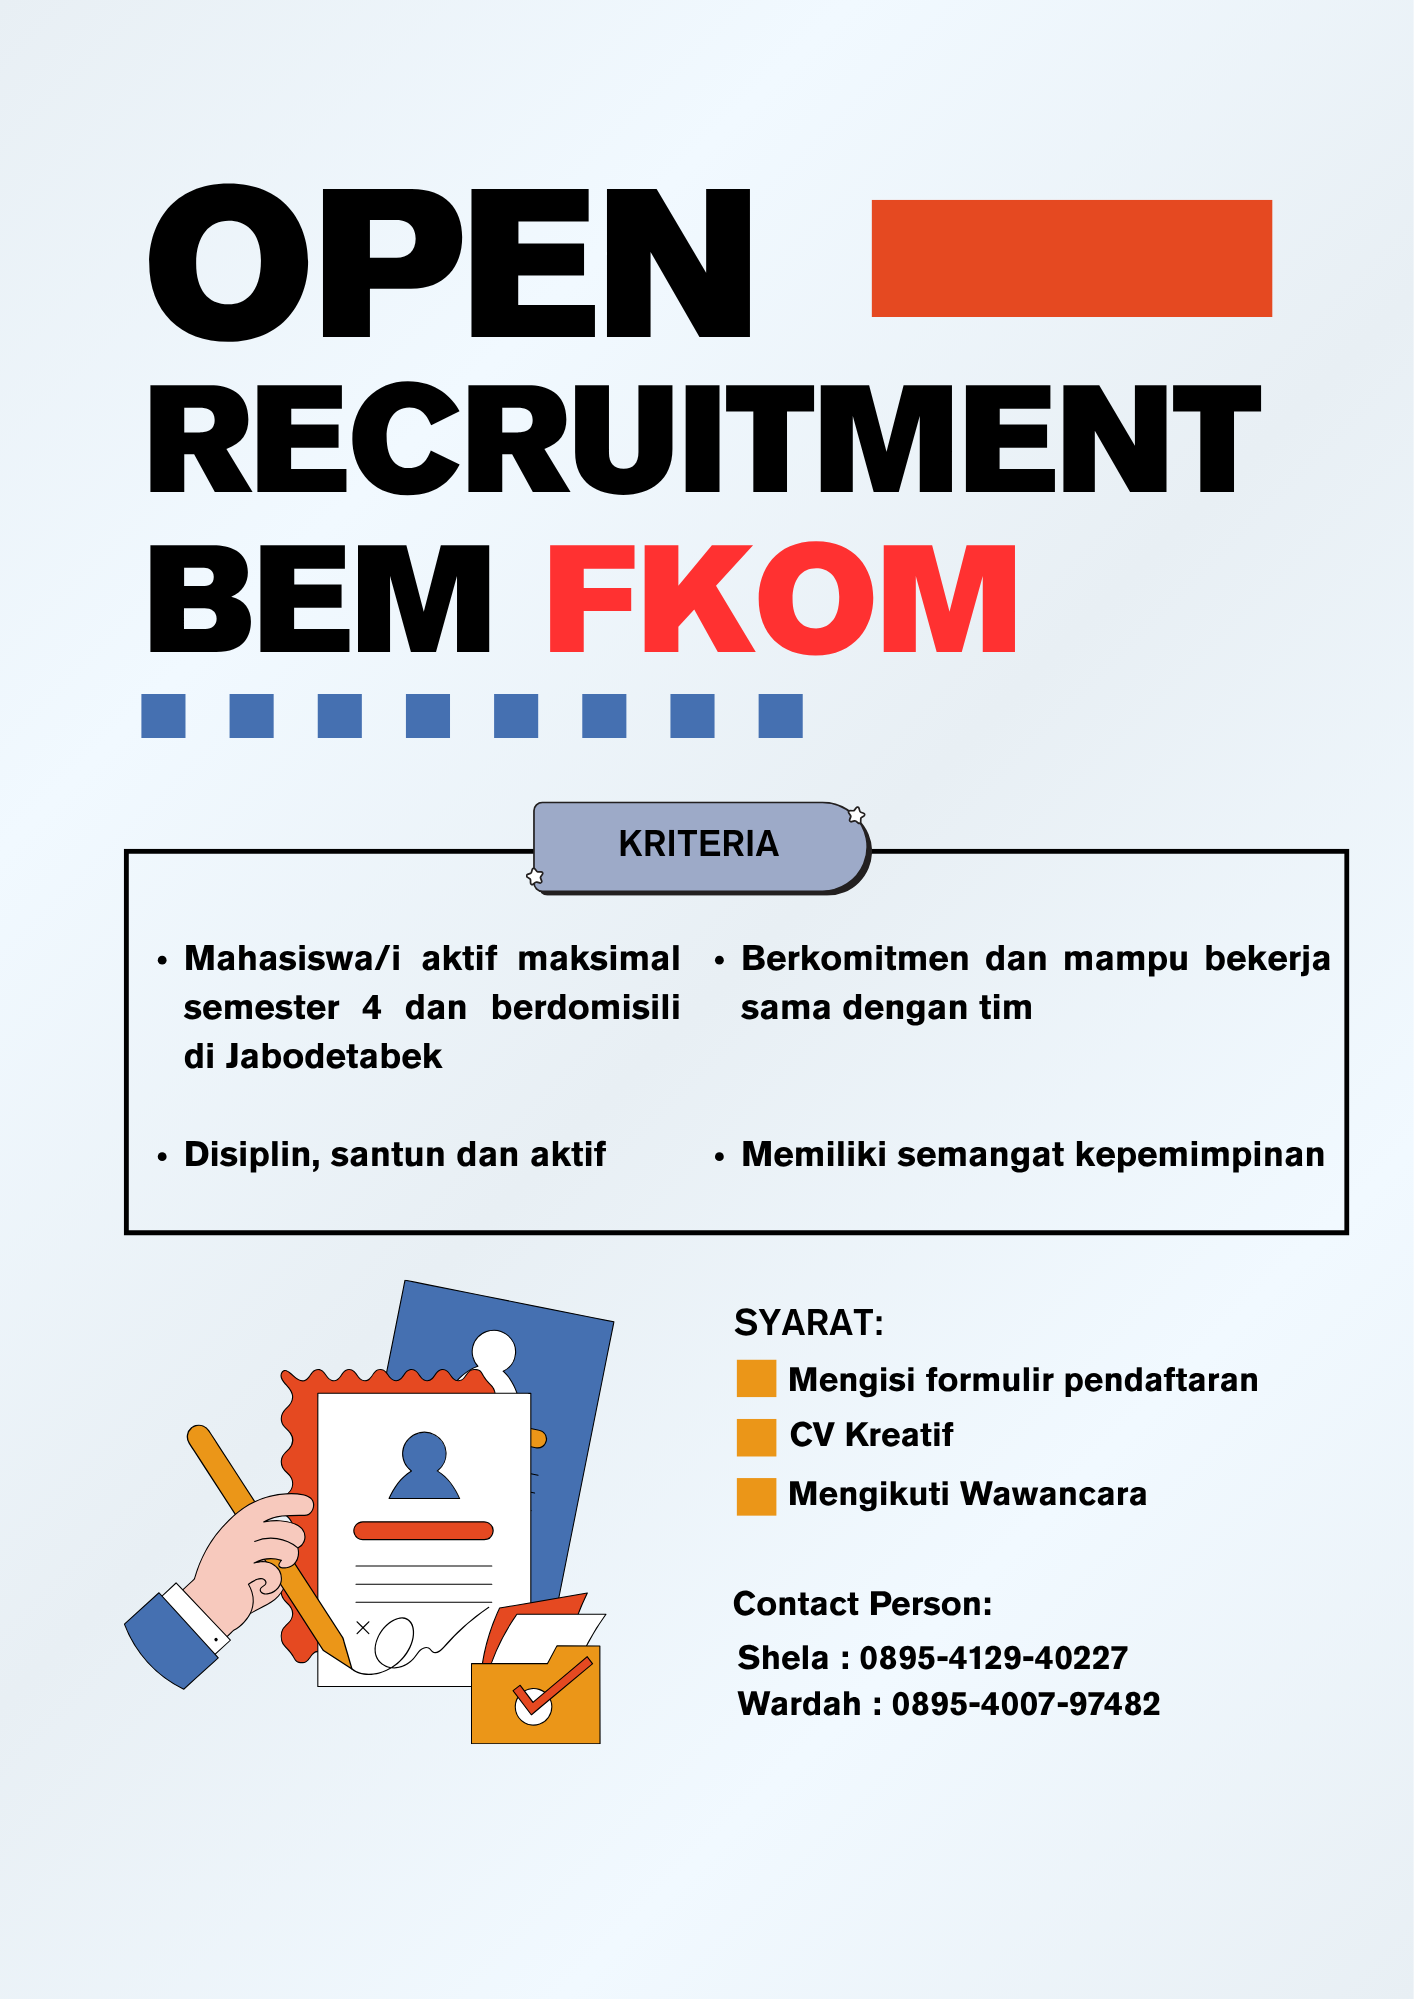 OPEN
RECRUITMENT
BEM FKOM
KRITERIA
• Mahasiswa/i aktif maksimal
semester 4 dan berdomisili
di Jabodetabek
• Disiplin, santun dan aktif
• Berkomitmen dan mampu bekerja
sama dengan tim
• Memiliki semangat kepemimpinan
SYARAT:
Mengisi formulir pendaftaran
CV Kreatif
Mengikuti Wawancara
Contact Person:
Shela : 0895-4129-40227
Wardah : 0895-4007-97482